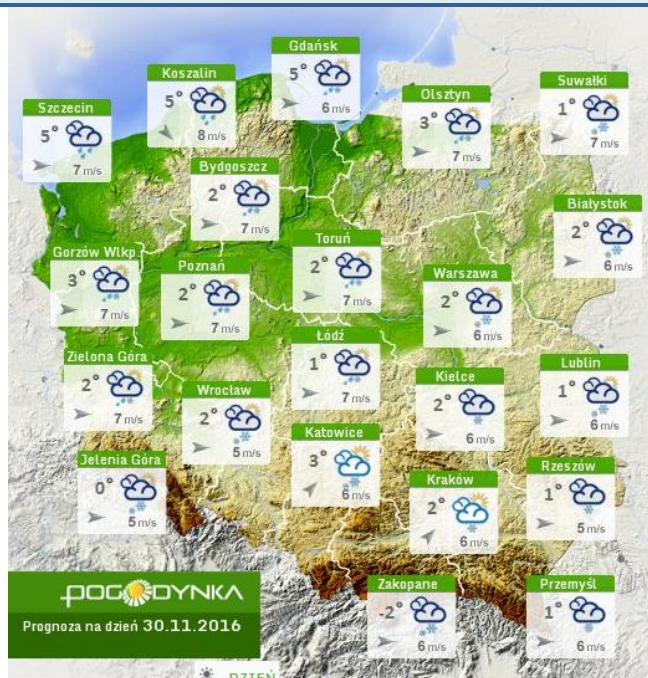 Gdańsk
5°
6 m/s
Koszalin
5°
8 m/s
Suwałki
1°
7 m/s
Olsztyn
3°
7 m/s
Szczecin
5°
7 m/s
Bydgoszcz
2°
7 m/s
Białystok
2°
6 m/s
Toruń
2°
7 m/s
Gorzów Wlkp.
3°
7 m/s
Poznań
2°
7 m/s
Warszawa
2°
6 m/s
Łódź
1°
7 m/s
Zielona Góra
2°
7 m/s
Lublin
1°
6 m/s
Kielce
2°
6 m/s
Wrocław
2°
5 m/s
Katowice
3°
6 m/s
Jelenia Góra
0°
5 m/s
Rzeszów
1°
5 m/s
Kraków
2°
6 m/s
Zakopane
-2°
6 m/s
Przemyśl
1°
6 m/s
POGODYNKA
Prognoza na dzień 30.11.2016
DZIEŃ